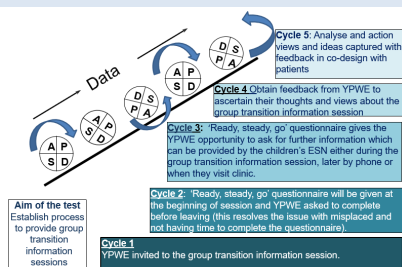 Data
A P
S D
A P
S D
A P
S D
A P
S D
D S
P A
Cycle 5: Analyse and action
views and ideas captured with
feedback in co-design with
patients
Cycle 4 Obtain feedback from YPWE to
ascertain their thoughts and views about the
group transition information session
Cycle 3: 'Ready, steady, go' questionnaire gives the
YPWE opportunity to ask for further information which
can be provided by the children's ESN either during the
group transition information session, later by phone or
when they visit clinic.
Cycle 2: 'Ready, steady, go' questionnaire will be given at
the beginning of session and YPWE asked to complete
before leaving (this resolves the issue with misplaced and
not having time to complete the questionnaire).
Cycle 1
YPWE invited to the group transition information session.
Aim of the test
Establish process
to provide group
transition
information
sessions